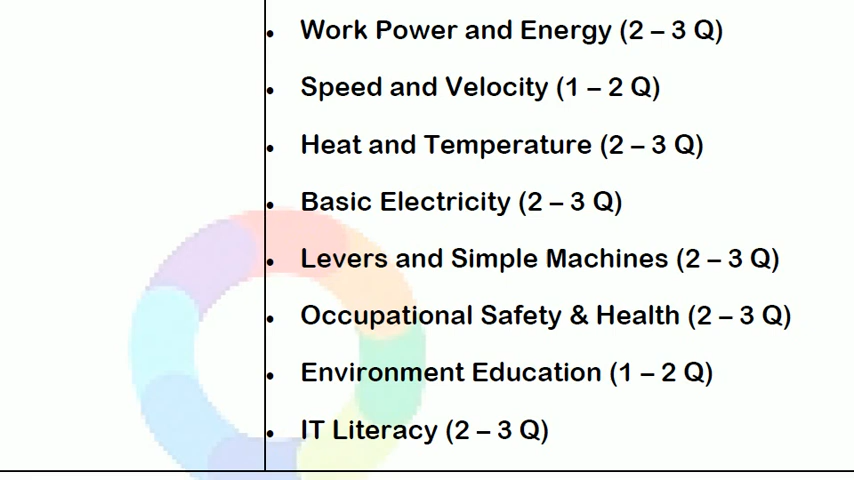 • Work Power and Energy (2 – 3 Q)
• Speed and Velocity (1 – 2 Q)
• Heat and Temperature (2 – 3 Q)
• Basic Electricity (2 – 3 Q)
• Levers and Simple Machines (2 – 3 Q)
• Occupational Safety & Health (2 – 3 Q)
• Environment Education (1 – 2 Q)
• IT Literacy (2 – 3 Q)